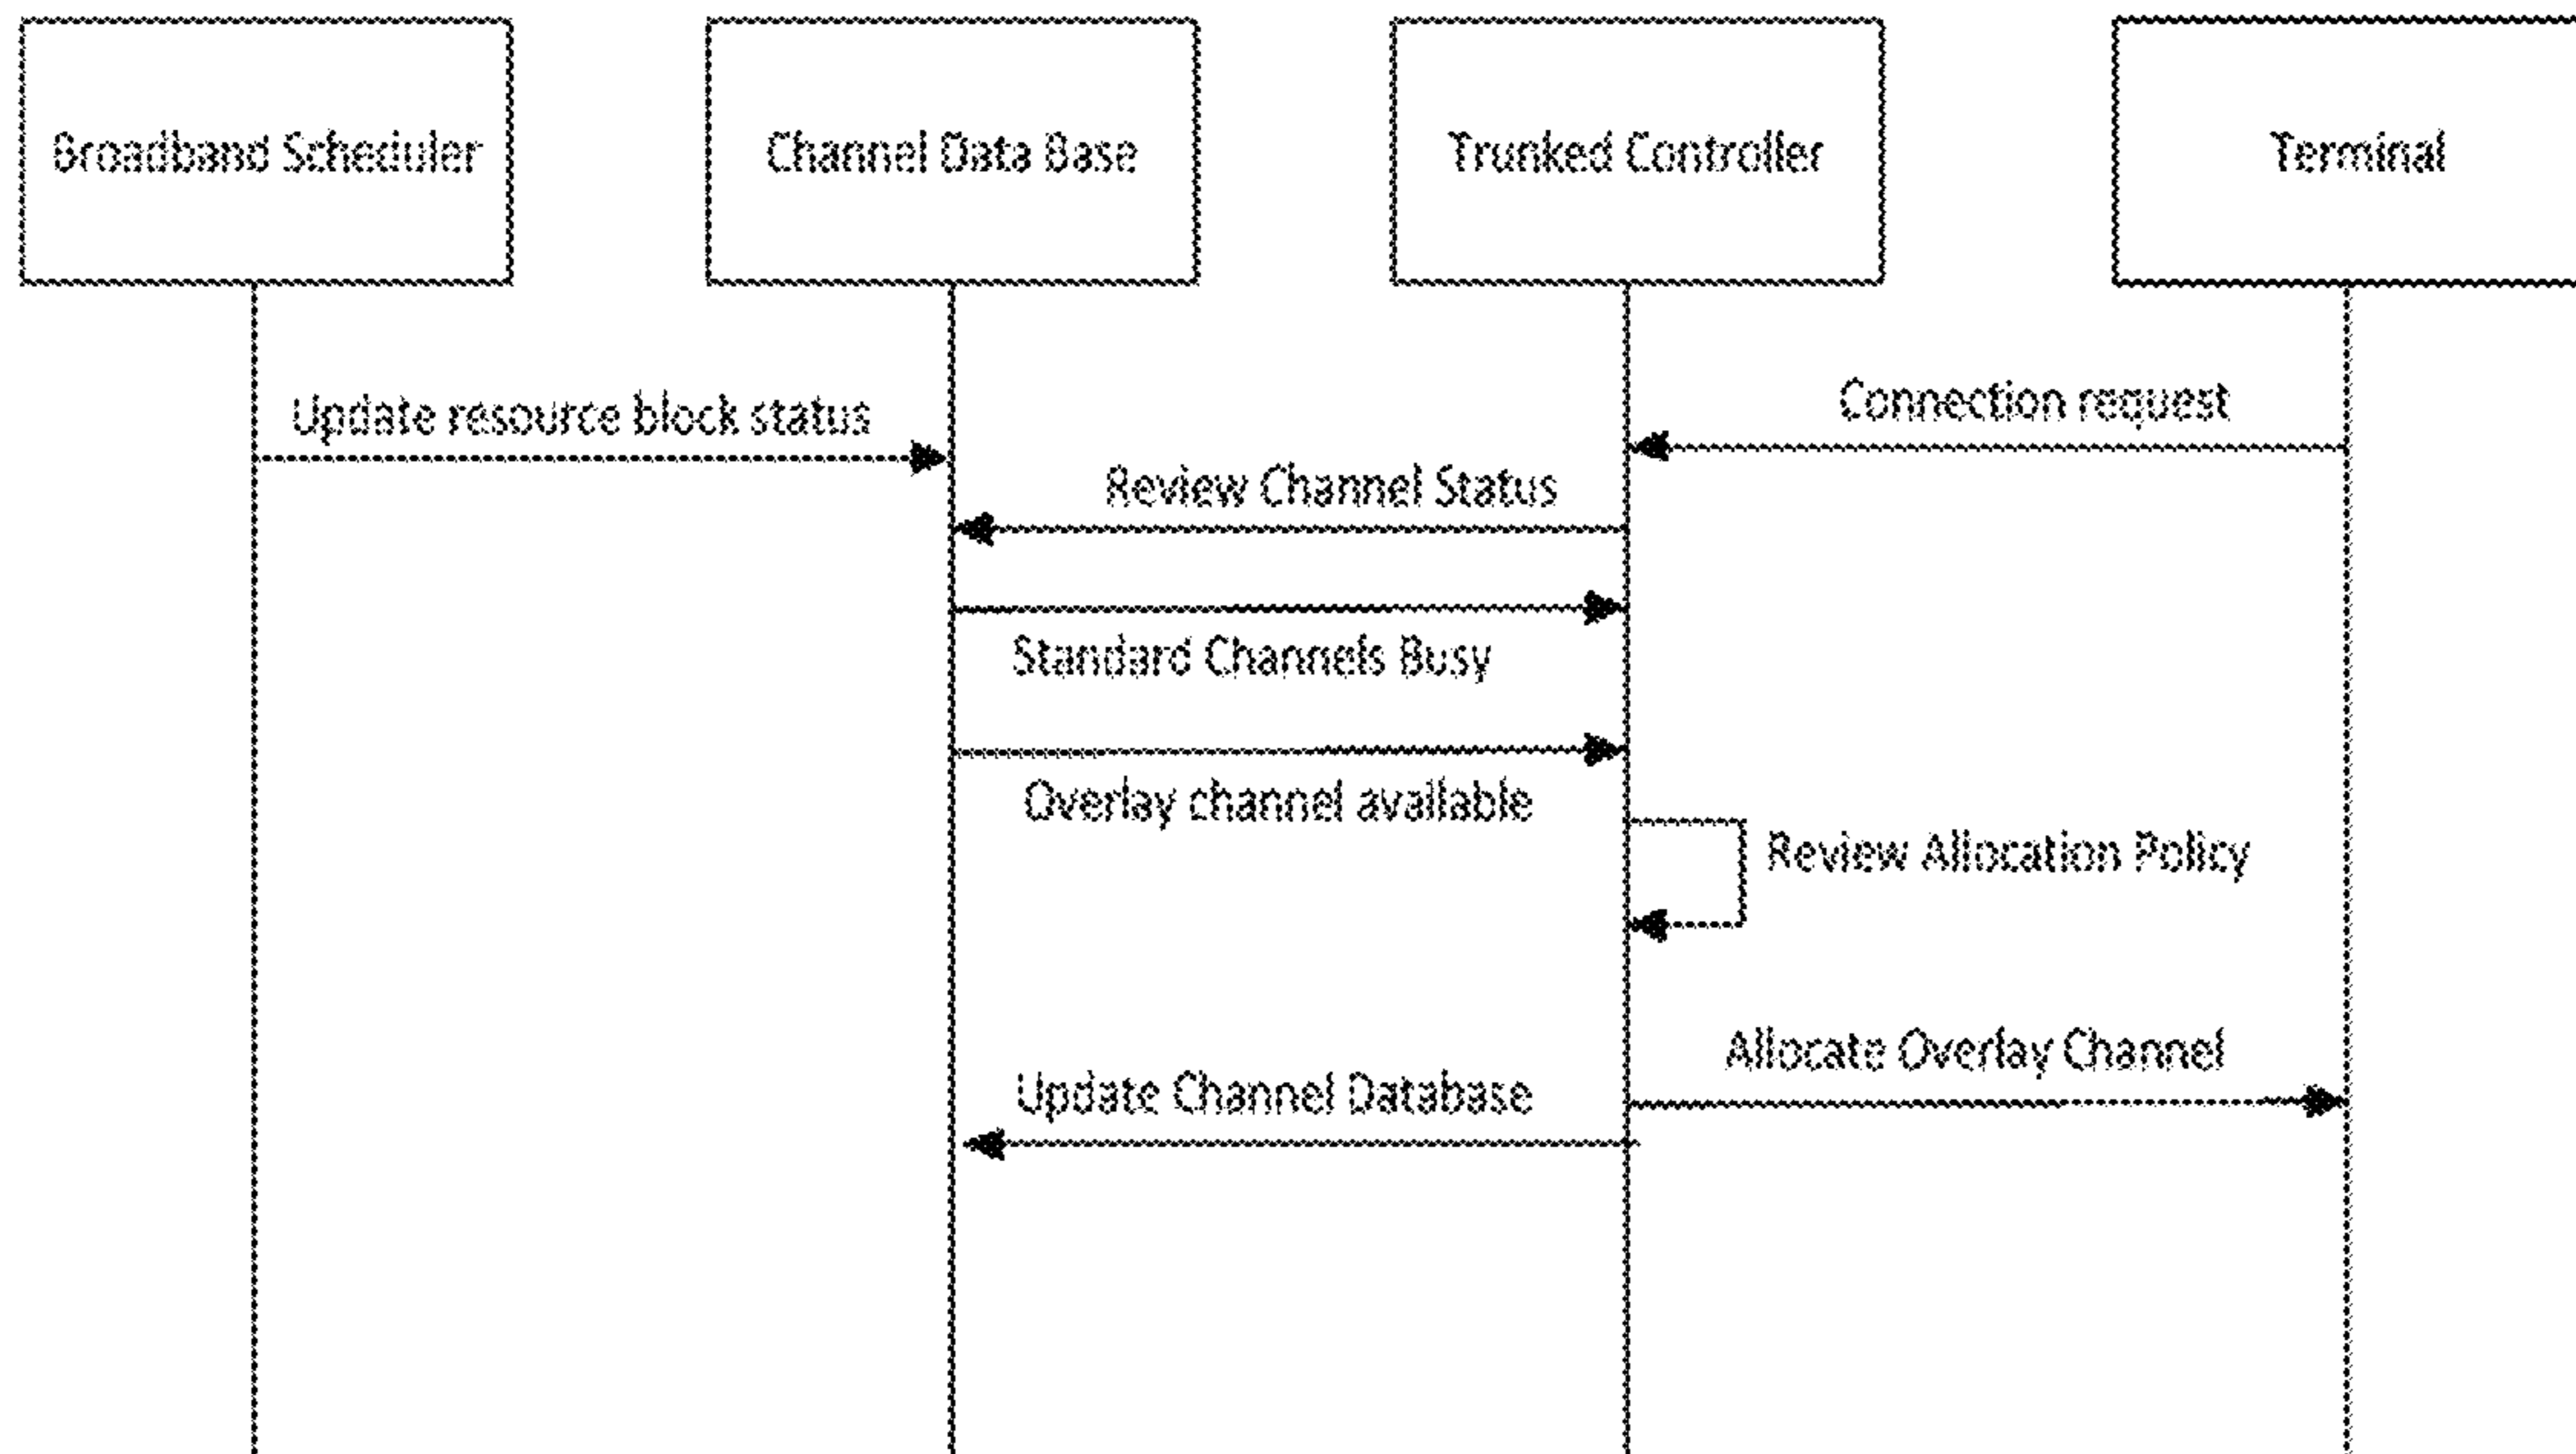 Broadband Scheduler
Channel Data Base
Trunked Controller
Terminal
Update resource block status
Connection request
Review Channel Status
Standard Channels Busy
Overlay channel available
Review Allocation Policy
Allocate Overlay Channel
Update Channel Database